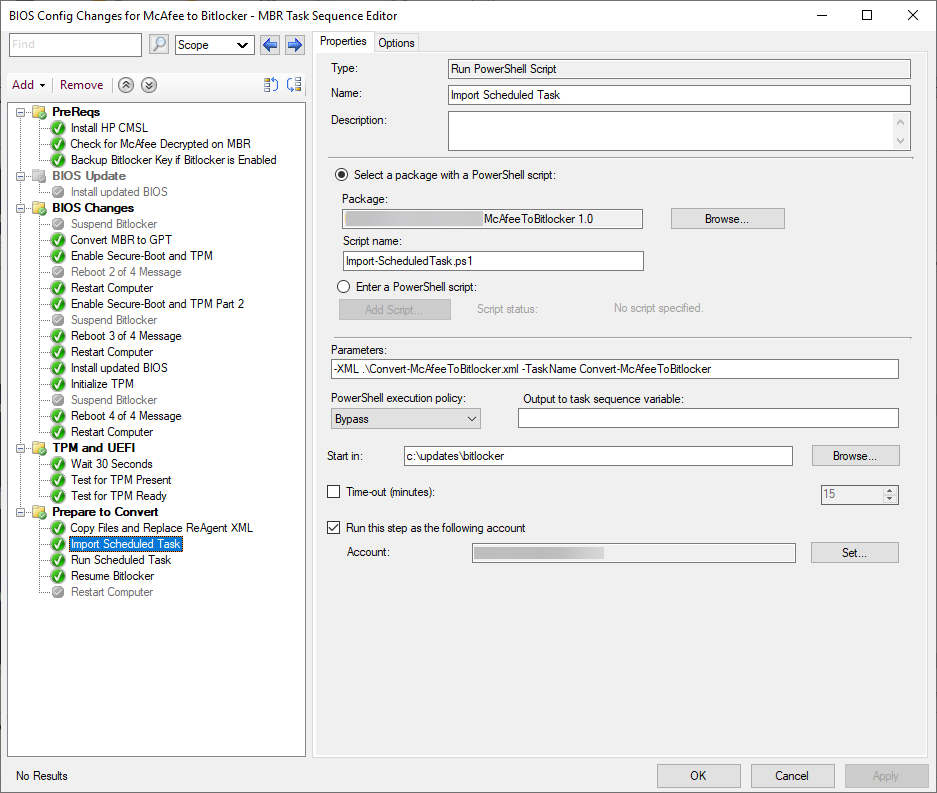 BIOS Config Changes for McAfee to Bitlocker - MBR Task Sequence Editor
Find
Scope
Add
Remove
PreReqs
Install HP CMSL
Check for McAfee Decrypted on MBR
Backup Bitlocker Key if Bitlocker is Enabled
BIOS Update
Install updated BIOS
BIOS Changes
Suspend Bitlocker
Convert MBR to GPT
Enable Secure-Boot and TPM
Reboot 2 of 4 Message
Restart Computer
Enable Secure-Boot and TPM Part 2
Suspend Bitlocker
Reboot 3 of 4 Message
Restart Computer
Install updated BIOS
Initialize TPM
Suspend Bitlocker
Reboot 4 of 4 Message
Restart Computer
TPM and UEFI
Wait 30 Seconds
Test for TPM Present
Test for TPM Ready
Prepare to Convert
Copy Files and Replace ReAgent XML
Import Scheduled Task
Run Scheduled Task
Resume Bitlocker
Restart Computer
Properties
Options
Type:
Run PowerShell Script
Name:
Import Scheduled Task
Description:
Select a package with a PowerShell script:
Package:
McAfeeToBitlocker 1.0
Browse...
Script name:
Import-ScheduledTask.ps1
Enter a PowerShell script:
Add Script...
Script status:
No script specified.
Parameters:
-XML .\Convert-McAfeeToBitlocker.xml -TaskName Convert-McAfeeToBitlocker
PowerShell execution policy:
Output to task sequence variable:
Bypass
Start in:
c:\updates\bitlocker
Browse...
Time-out (minutes):
15
Run this step as the following account
Account:
Set...
No Results
OK
Cancel
Apply